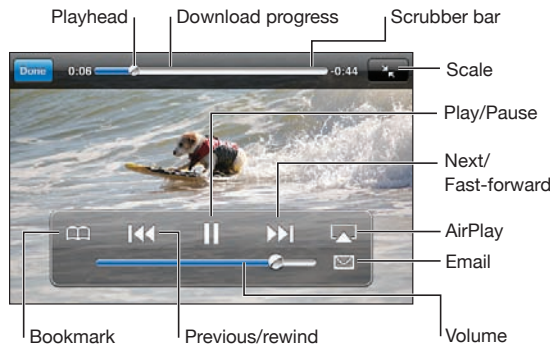 Playhead
Download progress
Scrubber bar
Done
0:06
-0:44
Scale
Play/Pause
Next/
Fast-forward
AirPlay
Email
Bookmark
Previous/rewind
Volume